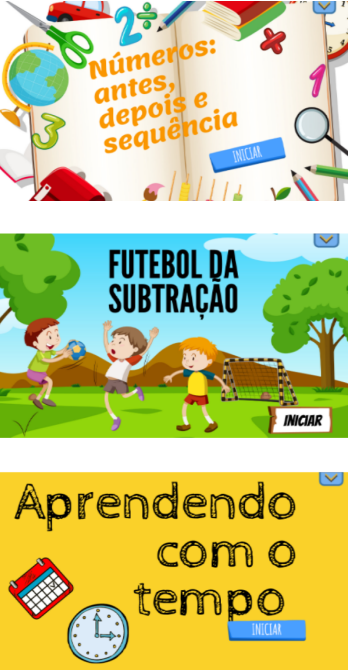 Números:
antes,
depois e
sequência
INICIAR
FUTEBOL DA
SUBTRAÇÃO
INICIAR
Aprendendo
com o
tempo
INICIAR